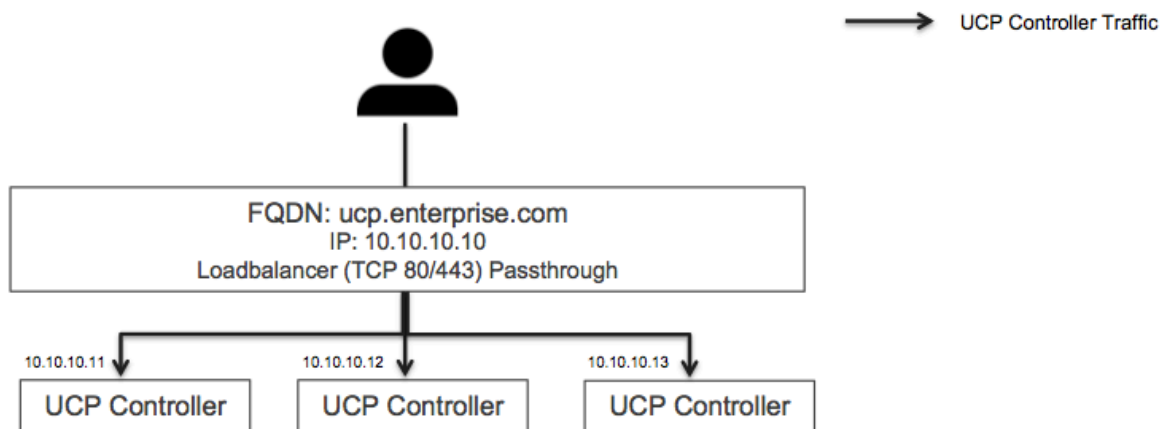 UCP Controller Traffic
FQDN: ucp.enterprise.com
IP: 10.10.10.10
Loadbalancer (TCP 80/443) Passthrough
10.10.10.11
10.10.10.12
10.10.10.13
UCP Controller
UCP Controller
UCP Controller